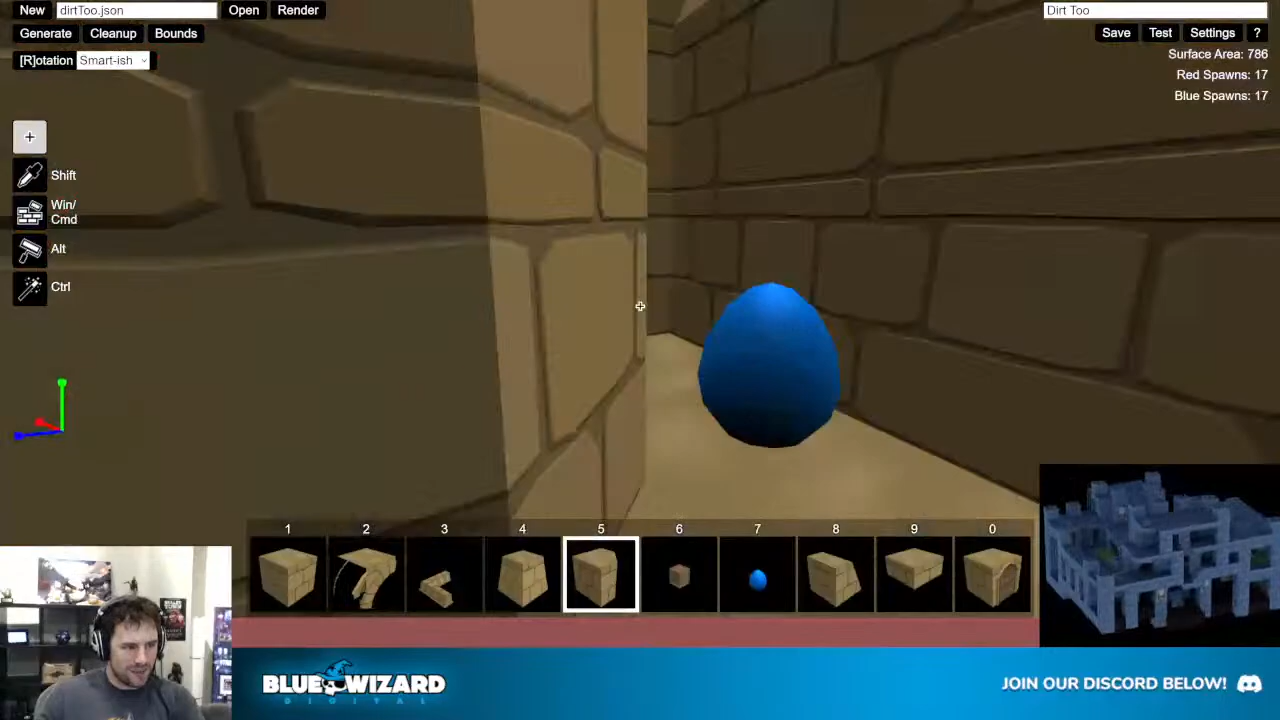 New dirtToo.json Open Render
Dirt Too
Generate Cleanup Bounds
Save Test Settings ?
[R]otation Smart-ish
Surface Area: 786
Red Spawns: 17
Blue Spawns: 17
+
Shift
Win/
Cmd
Alt
Ctrl
1 2 3 4 5 6 7 8 9 0
BLUE WIZARD
DIGITAL
JOIN OUR DISCORD BELOW!